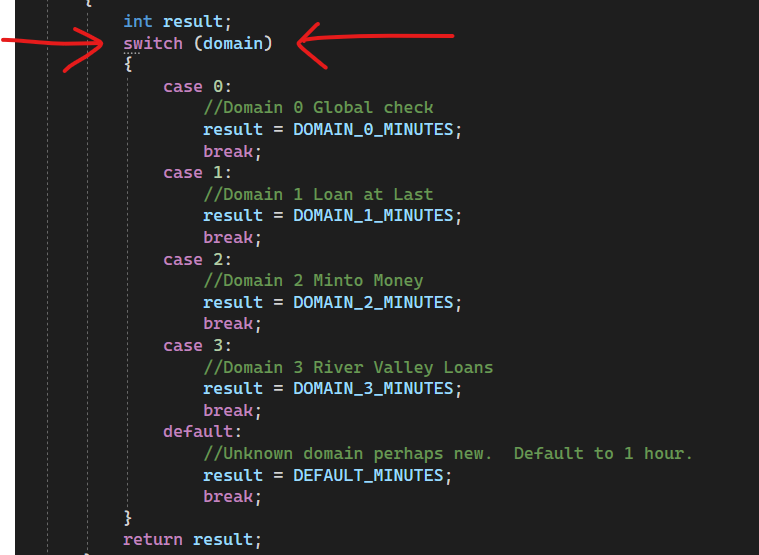 {
int result;
switch (domain)
{
case 0:
//Domain 0 Global check
result = DOMAIN_0_MINUTES;
break;
case 1:
//Domain 1 Loan at Last
result = DOMAIN_1_MINUTES;
break;
case 2:
//Domain 2 Minto Money
result = DOMAIN_2_MINUTES;
break;
case 3:
//Domain 3 River Valley Loans
result = DOMAIN_3_MINUTES;
break;
default:
//Unknown domain perhaps new.  Default to 1 hour.
result = DEFAULT_MINUTES;
break;
}
return result;